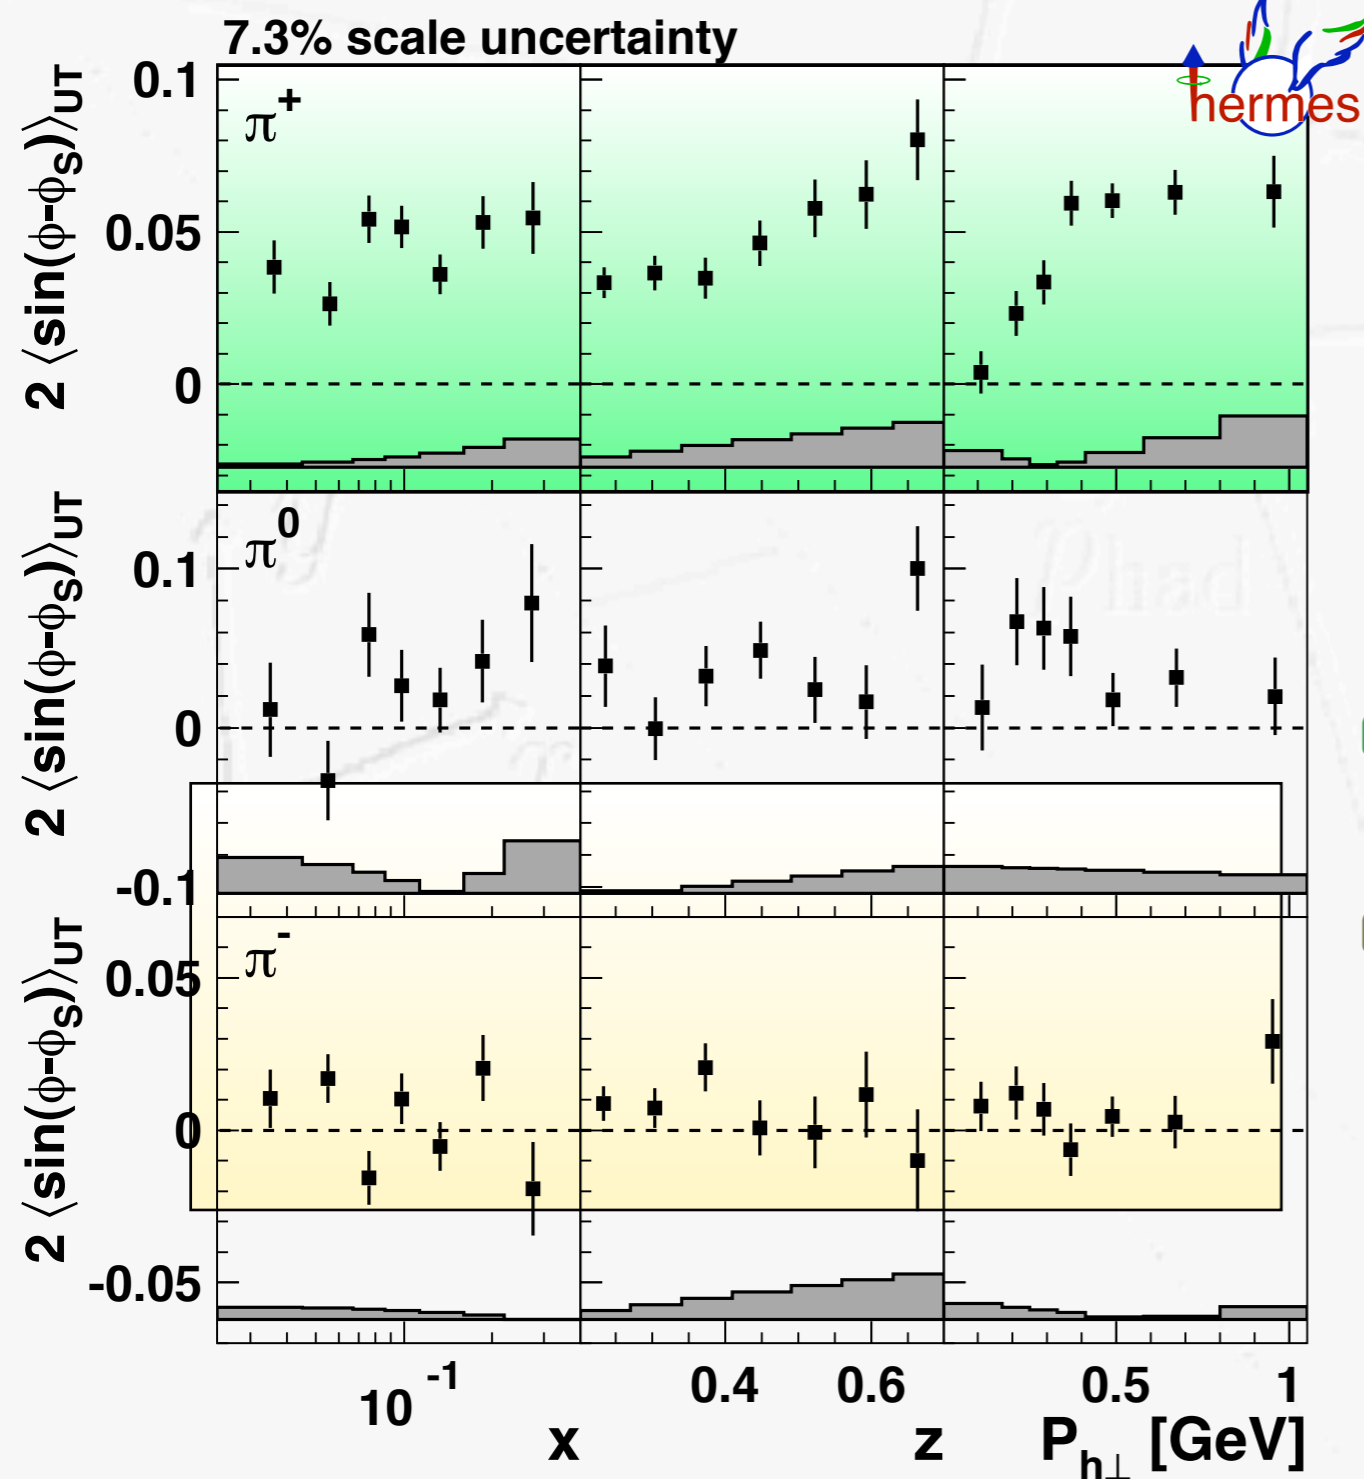 7.3% scale uncertainty
hermes
2 ⟨sin(ϕ-ϕS)⟩UT
π+
0.1
0.05
0
2 ⟨sin(ϕ-ϕS)⟩UT
π0
0.1
0
-0.1
2 ⟨sin(ϕ-ϕS)⟩UT
π-
0.05
0
-0.05
10-1
0.4 0.6
0.5 1
x
z
Ph⊥ [GeV]